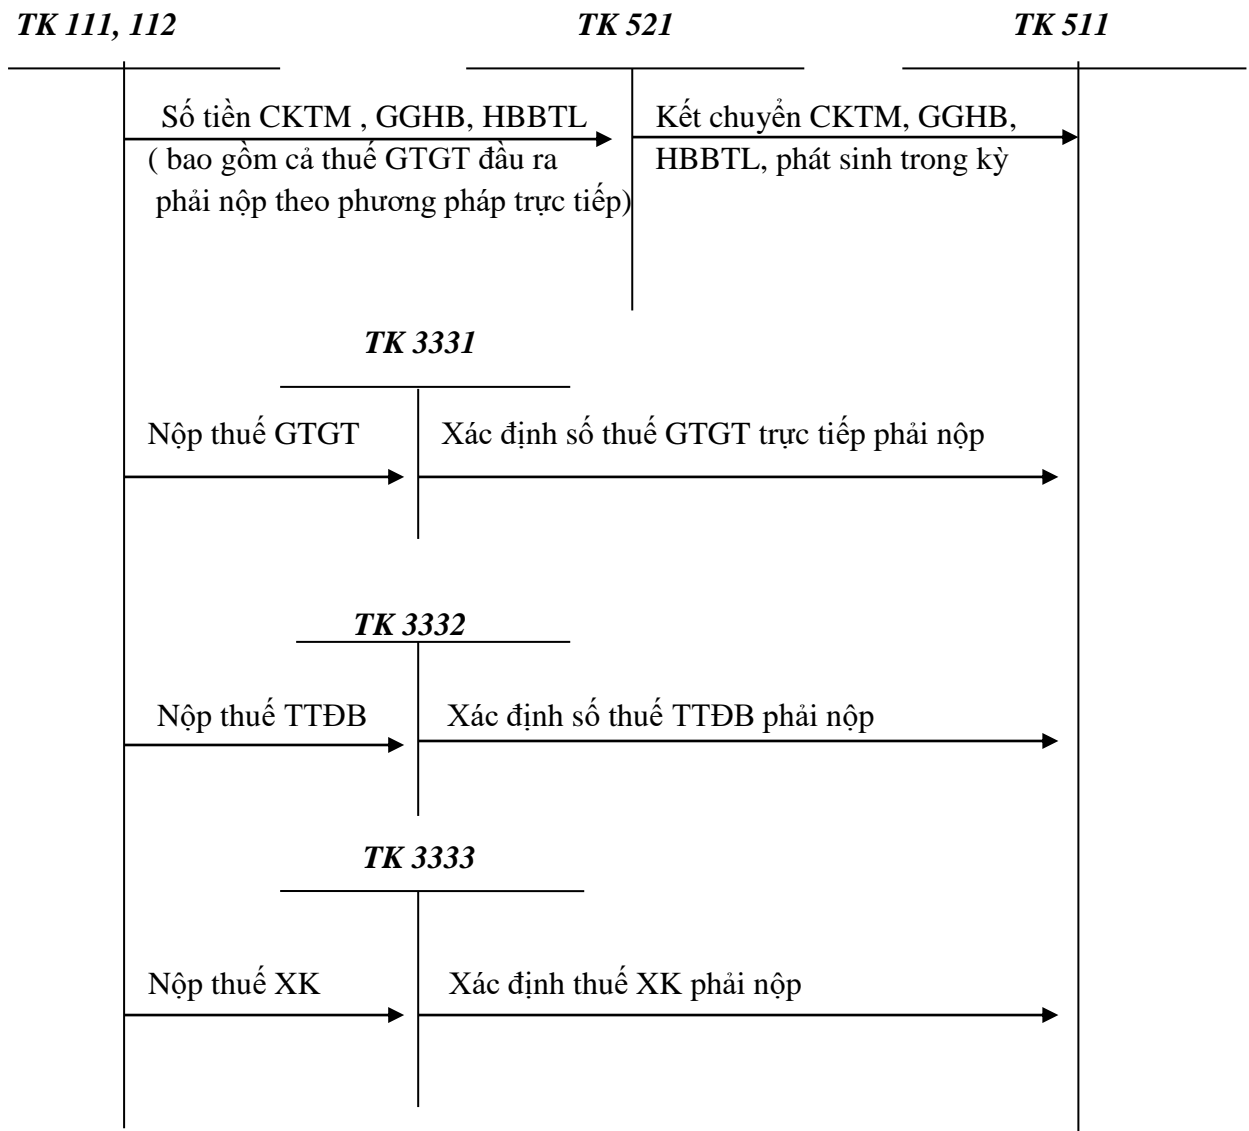 TK 111, 112
TK 521
TK 511
Số tiền CKTM , GGHB, HBBTL
( bao gồm cả thuế GTGT đầu ra
phải nộp theo phương pháp trực tiếp)
Kết chuyển CKTM, GGHB,
HBBTL, phát sinh trong kỳ
TK 3331
Nộp thuế GTGT
Xác định số thuế GTGT trực tiếp phải nộp
TK 3332
Nộp thuế TTĐB
Xác định số thuế TTĐB phải nộp
TK 3333
Nộp thuế XK
Xác định thuế XK phải nộp